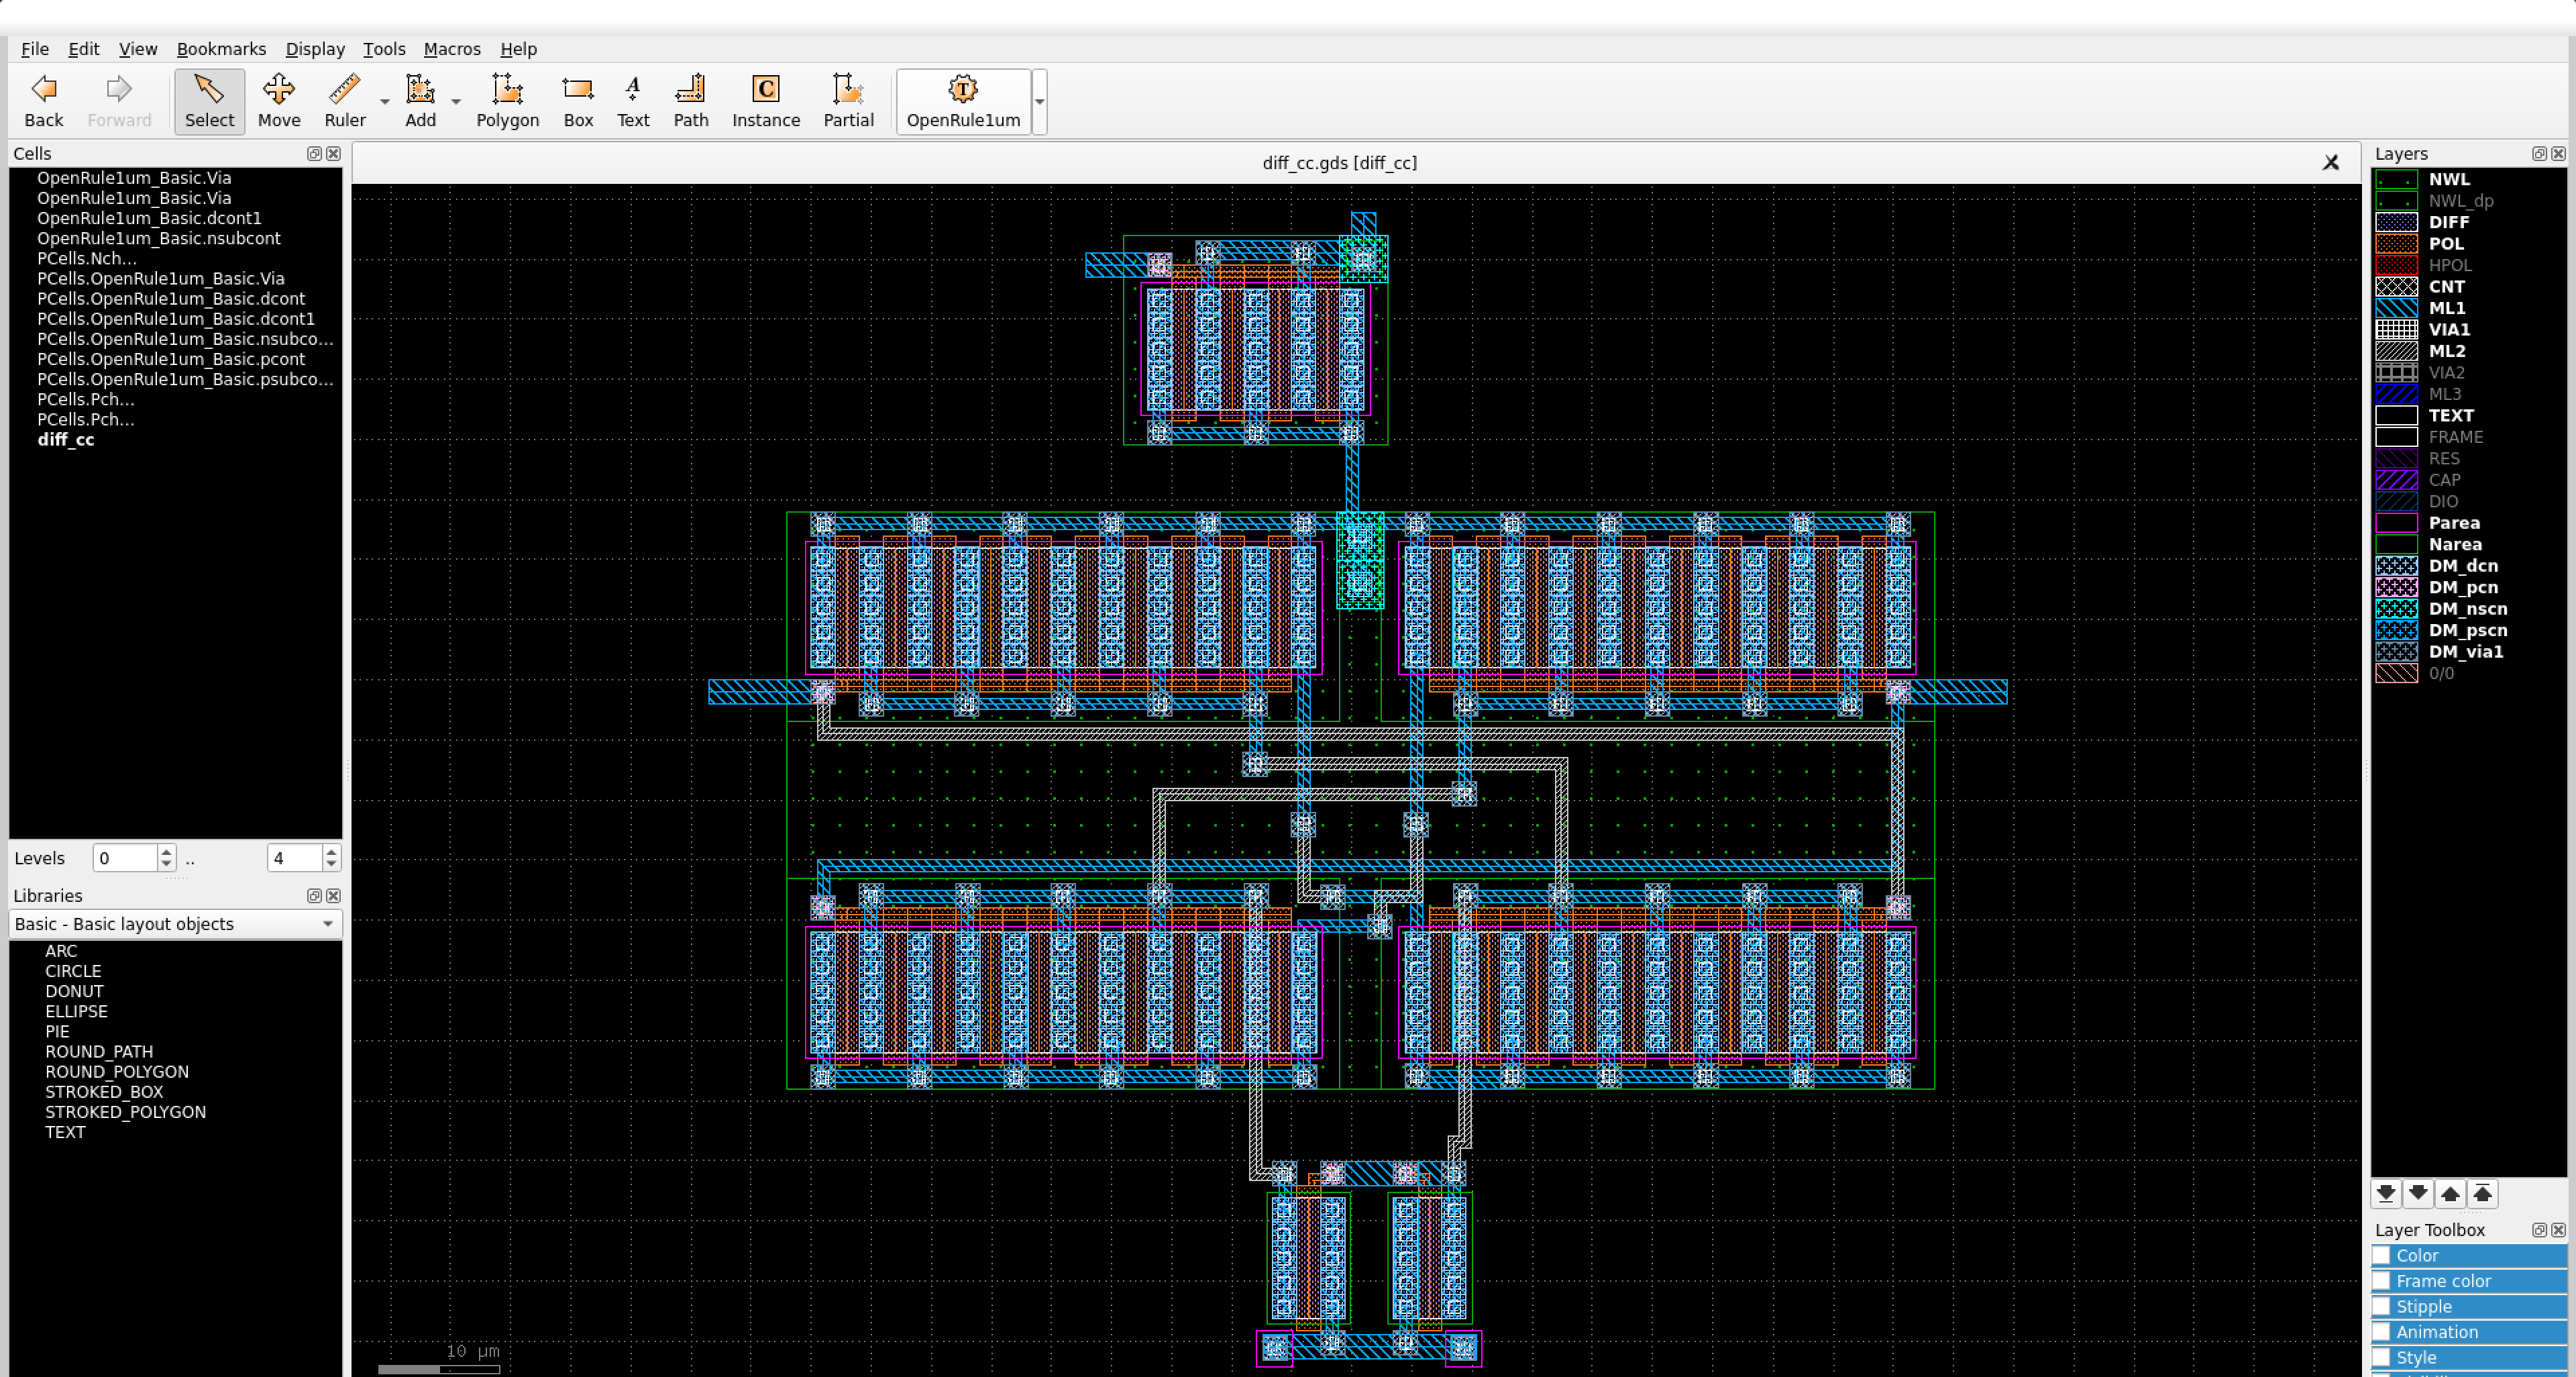 File Edit View Bookmarks Display Tools Macros Help
Back Forward Select Move Ruler Add Polygon Box Text Path Instance Partial OpenRule1um
Cells
OpenRule1um_Basic.Via
OpenRule1um_Basic.Via
OpenRule1um_Basic.dcont1
OpenRule1um_Basic.nsubcont
PCells.Nch...
PCells.OpenRule1um_Basic.Via
PCells.OpenRule1um_Basic.dcont
PCells.OpenRule1um_Basic.dcont1
PCells.OpenRule1um_Basic.nsubco...
PCells.OpenRule1um_Basic.pcont
PCells.OpenRule1um_Basic.psubco...
PCells.Pch...
PCells.Pch...
diff_cc
Levels 0 .. 4
Libraries
Basic - Basic layout objects
ARC
CIRCLE
DONUT
ELLIPSE
PIE
ROUND_PATH
ROUND_POLYGON
STROKED_BOX
STROKED_POLYGON
TEXT
diff_cc.gds [diff_cc]
10 µm
Layers
NWL
NWL_dp
DIFF
POL
HPOL
CNT
ML1
VIA1
ML2
VIA2
ML3
TEXT
FRAME
RES
CAP
DIO
Parea
Narea
DM_dcn
DM_pcn
DM_nscn
DM_pscn
DM_via1
0/0
Layer Toolbox
Color
Frame color
Stipple
Animation
Style